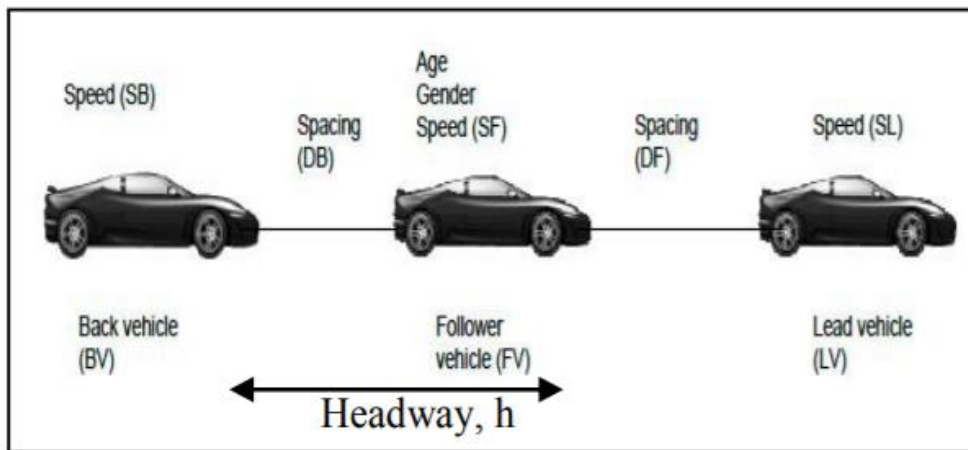 Speed (SB)
Spacing
(DB)
Age
Gender
Speed (SF)
Spacing
(DF)
Speed (SL)
Back vehicle
(BV)
Follower
vehicle (FV)
Lead vehicle
(LV)
Headway, h